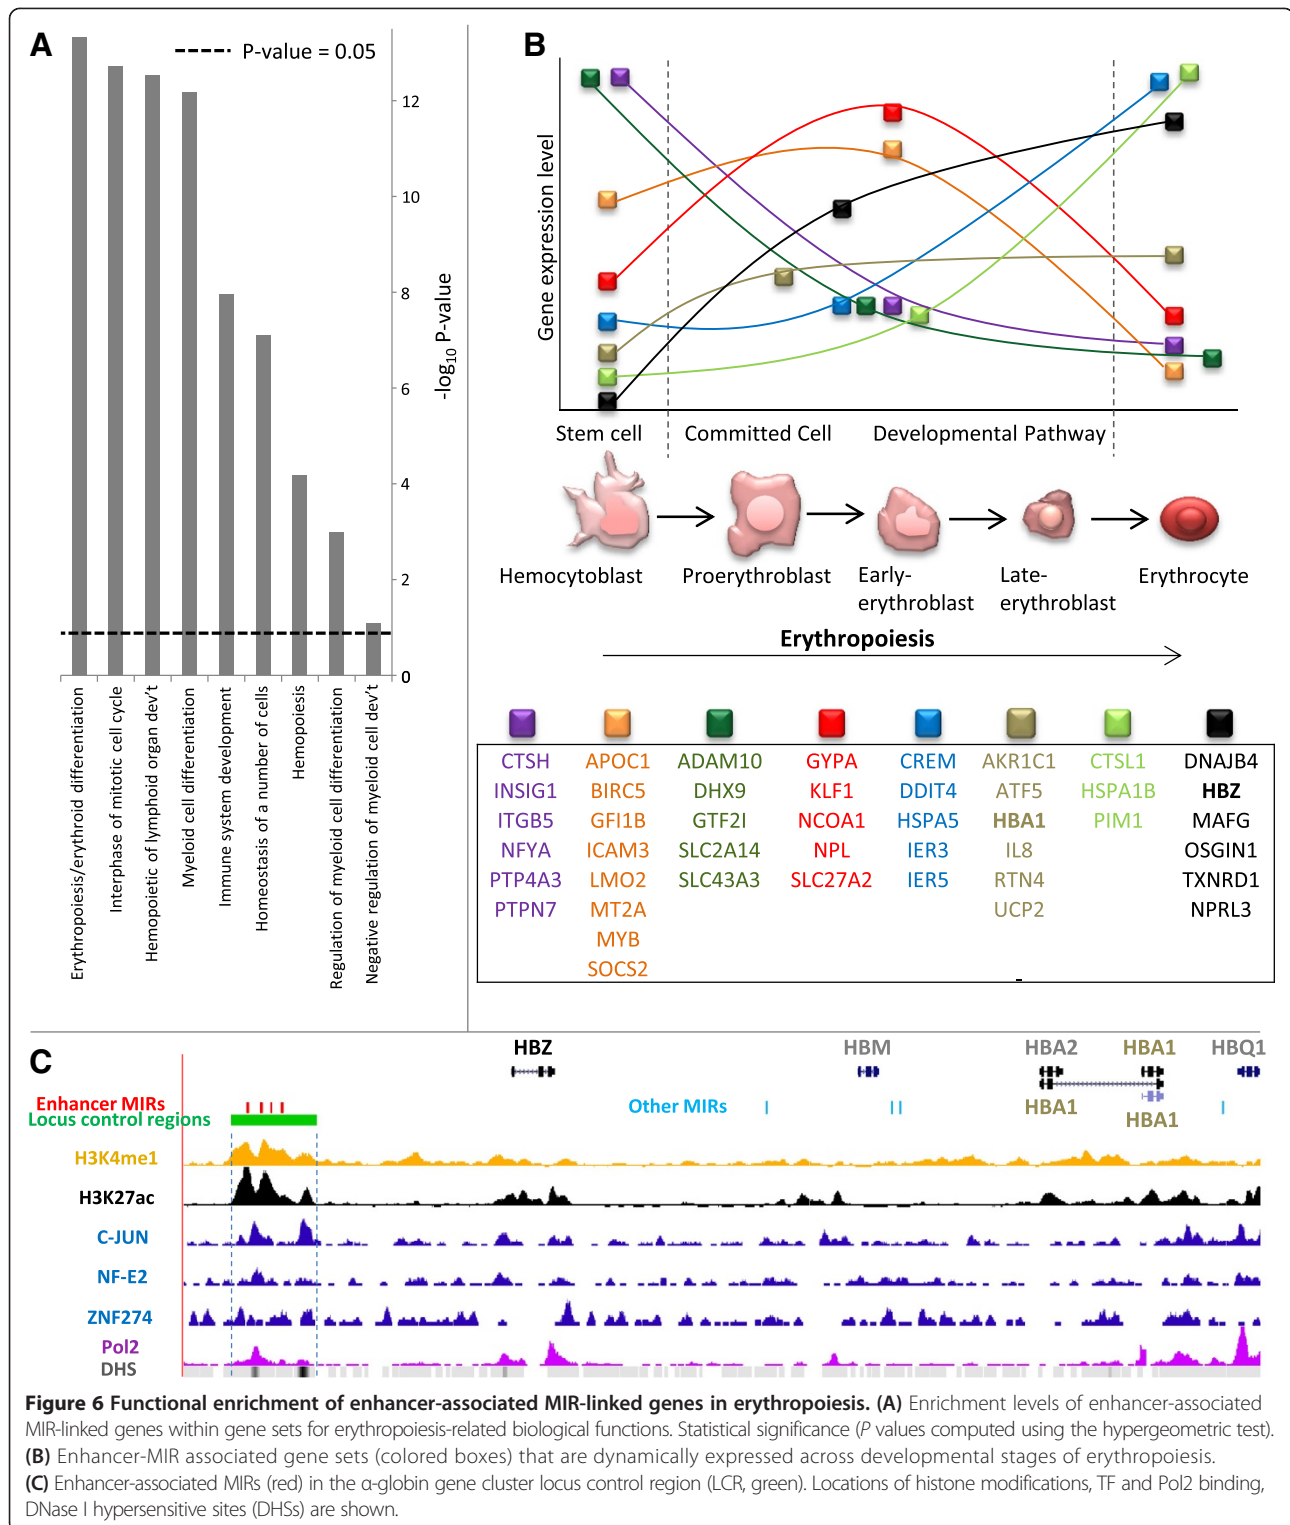 A
P-value = 0.05
12
10
8
6
4
2
0
-log10 P-value
Erythropoiesis/erythroid differentiation
Interphase of mitotic cell cycle
Hemopoietic of lymphoid organ dev't
Myeloid cell differentiation
Immune system development
Homeostasis of a number of cells
Hemopoiesis
Regulation of myeloid cell differentiation
Negative regulation of myeloid cell dev't
B
Gene expression level
Stem cell
Committed Cell
Developmental Pathway
Hemocytoblast
Proerythroblast
Early-
erythroblast
Late-
erythroblast
Erythrocyte
Erythropoiesis
CTSH APOC1 ADAM10 GYPA CREM AKR1C1 CTSL1 DNAJB4
INSIG1 BIRC5 DHX9 KLF1 DDIT4 ATF5 HSPA1B HBZ
ITGB5 GFI1B GTF2I NCOA1 HSPA5 HBA1 PIM1 MAFG
NFYA ICAM3 SLC2A14 NPL IER3 IL8 OSGIN1
PTP4A3 LMO2 SLC43A3 SLC27A2 IER5 RTN4 TXNRD1
PTPN7 MT2A UCP2 NPRL3
MYB
SOCS2
C
HBZ HBM HBA2 HBA1 HBQ1
Enhancer MIRs
Other MIRs
HBA1
HBA1
Locus control regions
H3K4me1
H3K27ac
C-JUN
NF-E2
ZNF274
Pol2
DHS
Figure 6 Functional enrichment of enhancer-associated MIR-linked genes in erythropoiesis. (A) Enrichment levels of enhancer-associated
MIR-linked genes within gene sets for erythropoiesis-related biological functions. Statistical significance (P values computed using the hypergeometric test).
(B) Enhancer-MIR associated gene sets (colored boxes) that are dynamically expressed across developmental stages of erythropoiesis.
(C) Enhancer-associated MIRs (red) in the α-globin gene cluster locus control region (LCR, green). Locations of histone modifications, TF and Pol2 binding,
DNase I hypersensitive sites (DHSs) are shown.